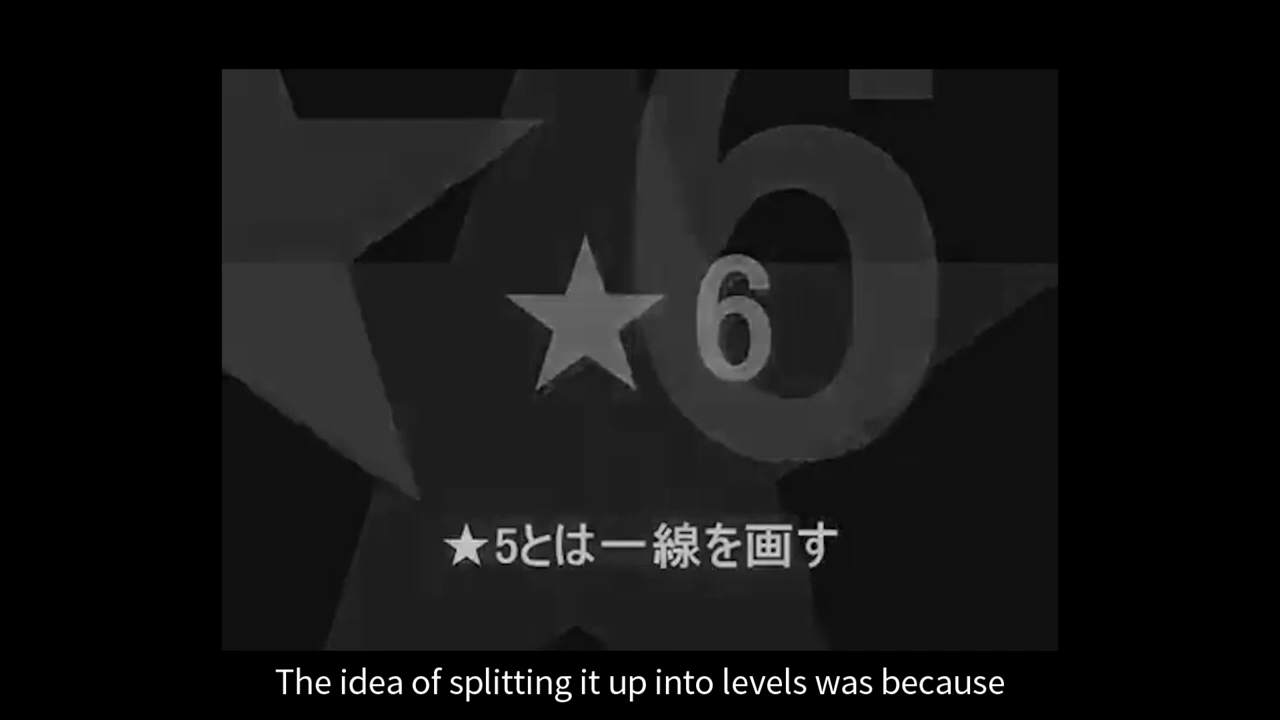 ★6
★5とは一線を画す
The idea of splitting it up into levels was because